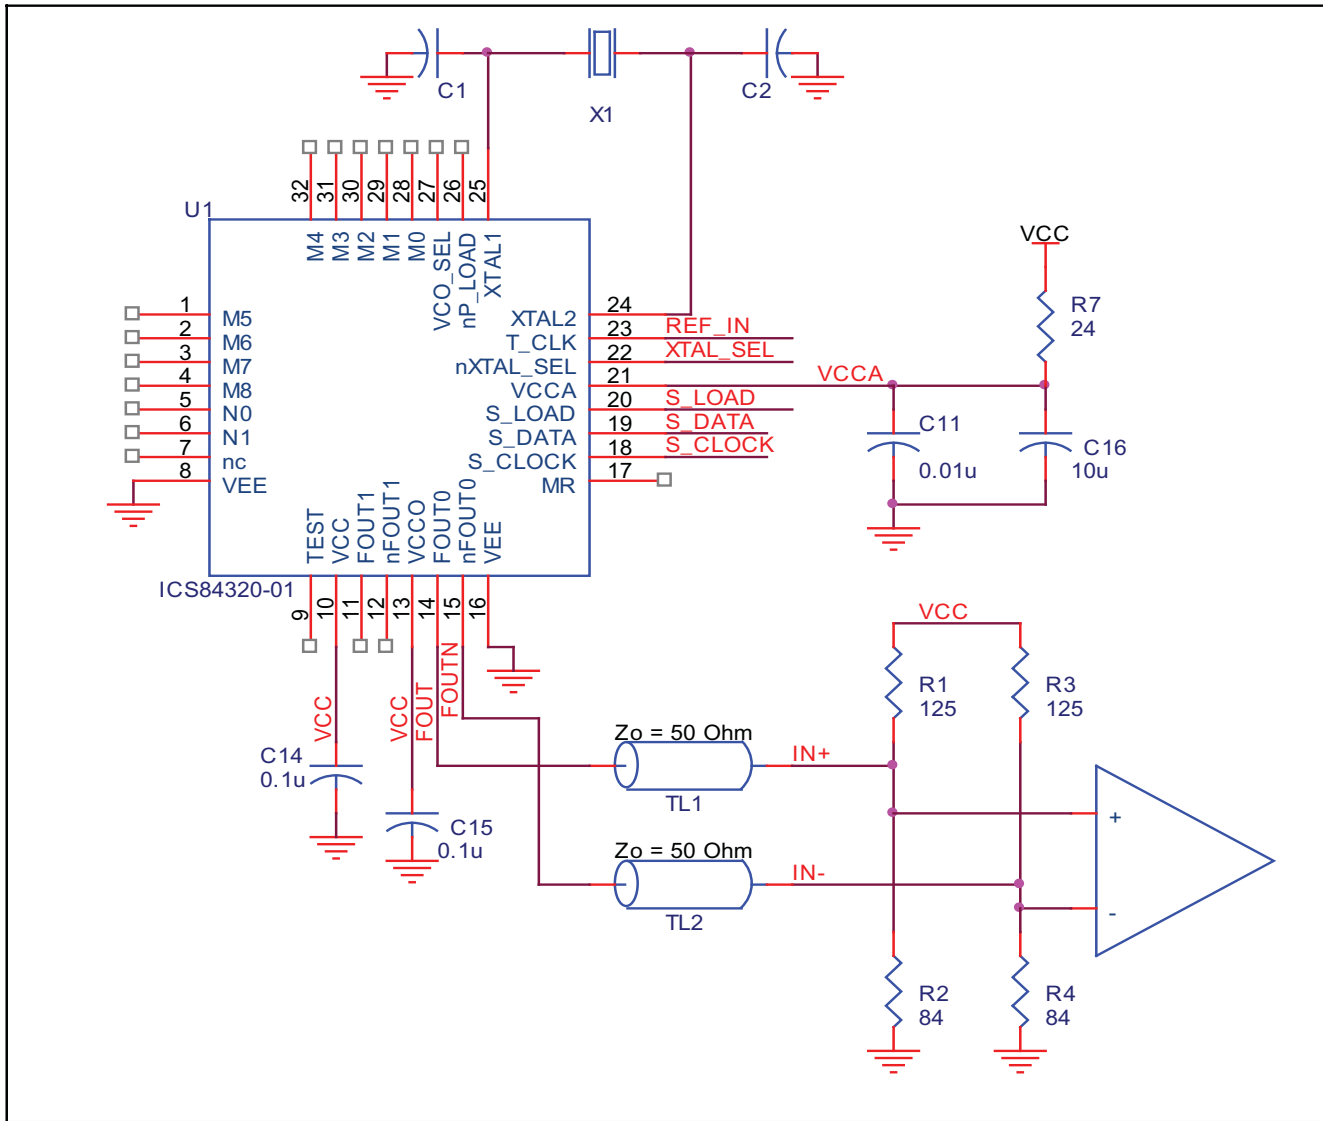 C1
X1
C2
U1
32
31
30
29
28
27
26
25
M4
M3
M2
M1
M0
VCO_SEL
nP_LOAD
XTAL1
1
2
3
4
5
6
7
8
M5
M6
M7
M8
N0
N1
nc
VEE
24
23
22
21
20
19
18
17
XTAL2
T_CLK
nXTAL_SEL
VCCA
S_LOAD
S_DATA
S_CLOCK
MR
REF_IN
XTAL_SEL
VCCA
S_LOAD
S_DATA
S_CLOCK
VCC
R7
24
C11
0.01u
C16
10u
TEST
VCC
FOUT1
nFOUT1
VCCO
FOUT0
nFOUT0
VEE
ICS84320-01
9
10
11
12
13
14
15
16
VCC
VCC
FOUT
FOUTN
C14
0.1u
C15
0.1u
Zo = 50 Ohm
TL1
IN+
Zo = 50 Ohm
TL2
IN-
VCC
R1
125
R3
125
+
-
R2
84
R4
84